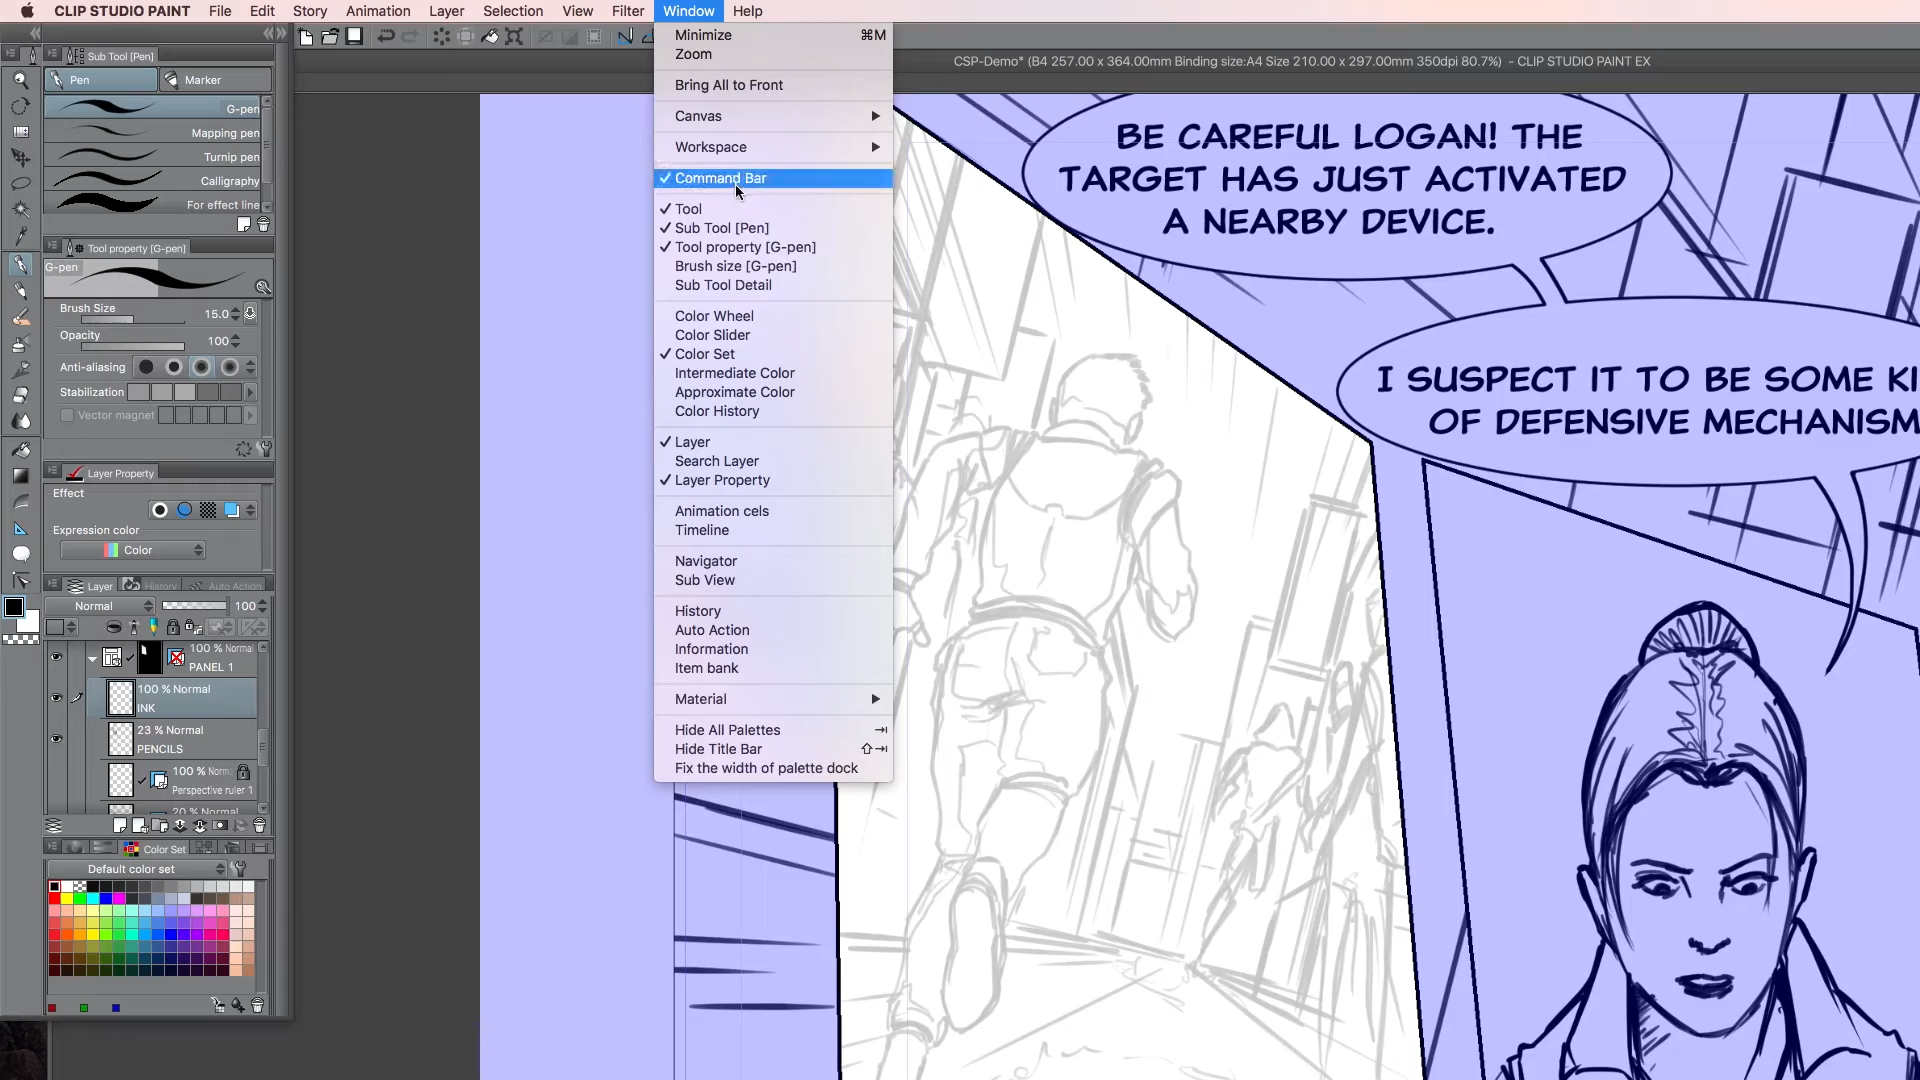 CLIP STUDIO PAINT File Edit Story Animation Layer Selection View Filter Window Help
CSP-Demo* (B4 257.00 x 364.00mm Binding size:A4 Size 210.00 x 297.00mm 350dpi 80.7%) - CLIP STUDIO PAINT EX
Sub Tool [Pen]
Pen Marker
G-pen
Mapping pen
Turnip pen
Calligraphy
For effect line
Tool property [G-pen]
G-pen
Brush Size 15.0
Opacity 100
Anti-aliasing
Stabilization
Vector magnet
Layer Property
Effect
Expression color
Color
Layer History Auto Action
Normal 100
100 % Normal
PANEL 1
100 % Normal
INK
23 % Normal
PENCILS
100 % Norm
Perspective ruler 1
20 % Normal
Color Set
Default color set
Minimize ⌘M
Zoom
Bring All to Front
Canvas
Workspace
Command Bar
Tool
Sub Tool [Pen]
Tool property [G-pen]
Brush size [G-pen]
Sub Tool Detail
Color Wheel
Color Slider
Color Set
Intermediate Color
Approximate Color
Color History
Layer
Search Layer
Layer Property
Animation cels
Timeline
Navigator
Sub View
History
Auto Action
Information
Item bank
Material
Hide All Palettes ⇥
Hide Title Bar ⇧⇥
Fix the width of palette dock
BE CAREFUL LOGAN! THE
TARGET HAS JUST ACTIVATED
A NEARBY DEVICE.
I SUSPECT IT TO BE SOME KI
OF DEFENSIVE MECHANISM